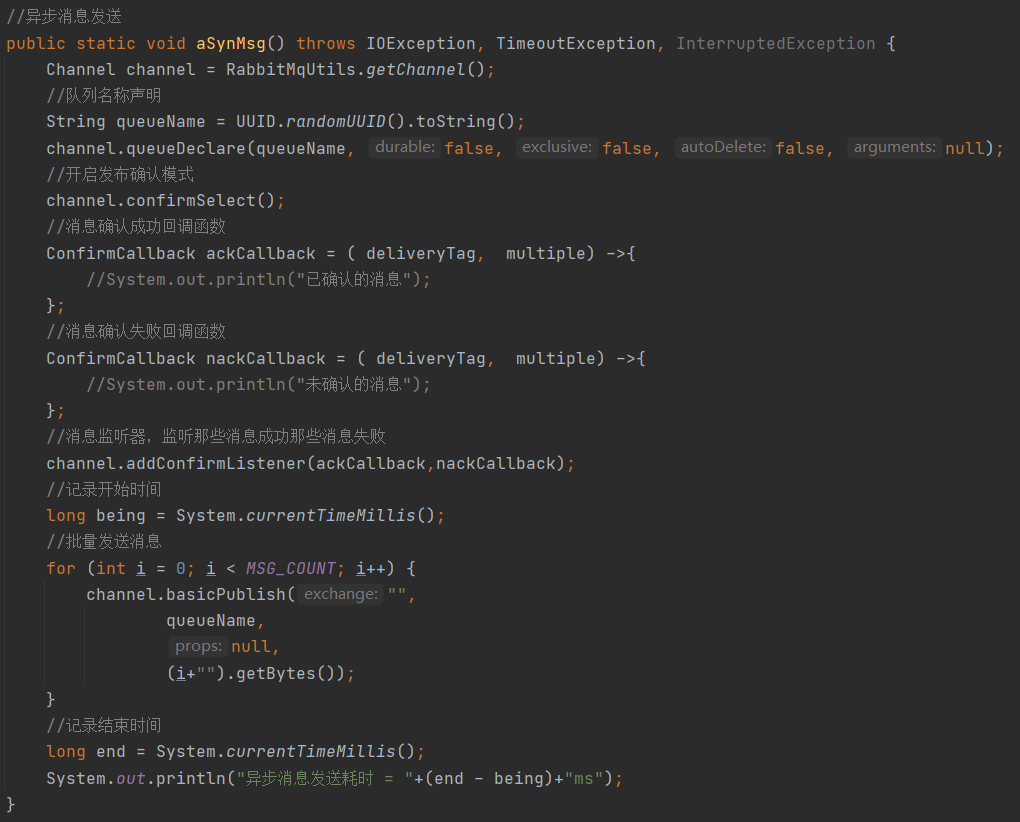 //异步消息发送
public static void aSynMsg() throws IOException, TimeoutException, InterruptedException {
Channel channel = RabbitMqUtils.getChannel();
//队列名称声明
String queueName = UUID.randomUUID().toString();
channel.queueDeclare(queueName, durable: false, exclusive: false, autoDelete: false, arguments: null);
//开启发布确认模式
channel.confirmSelect();
//消息确认成功回调函数
ConfirmCallback ackCallback = ( deliveryTag,  multiple) ->{
//System.out.println("已确认的消息");
};
//消息确认失败回调函数
ConfirmCallback nackCallback = ( deliveryTag,  multiple) ->{
//System.out.println("未确认的消息");
};
//消息监听器，监听那些消息成功那些消息失败
channel.addConfirmListener(ackCallback,nackCallback);
//记录开始时间
long being = System.currentTimeMillis();
//批量发送消息
for (int i = 0; i < MSG_COUNT; i++) {
channel.basicPublish( exchange: "",
queueName,
props: null,
(i+"").getBytes());
}
//记录结束时间
long end = System.currentTimeMillis();
System.out.println("异步消息发送耗时 = "+(end - being)+"ms");
}